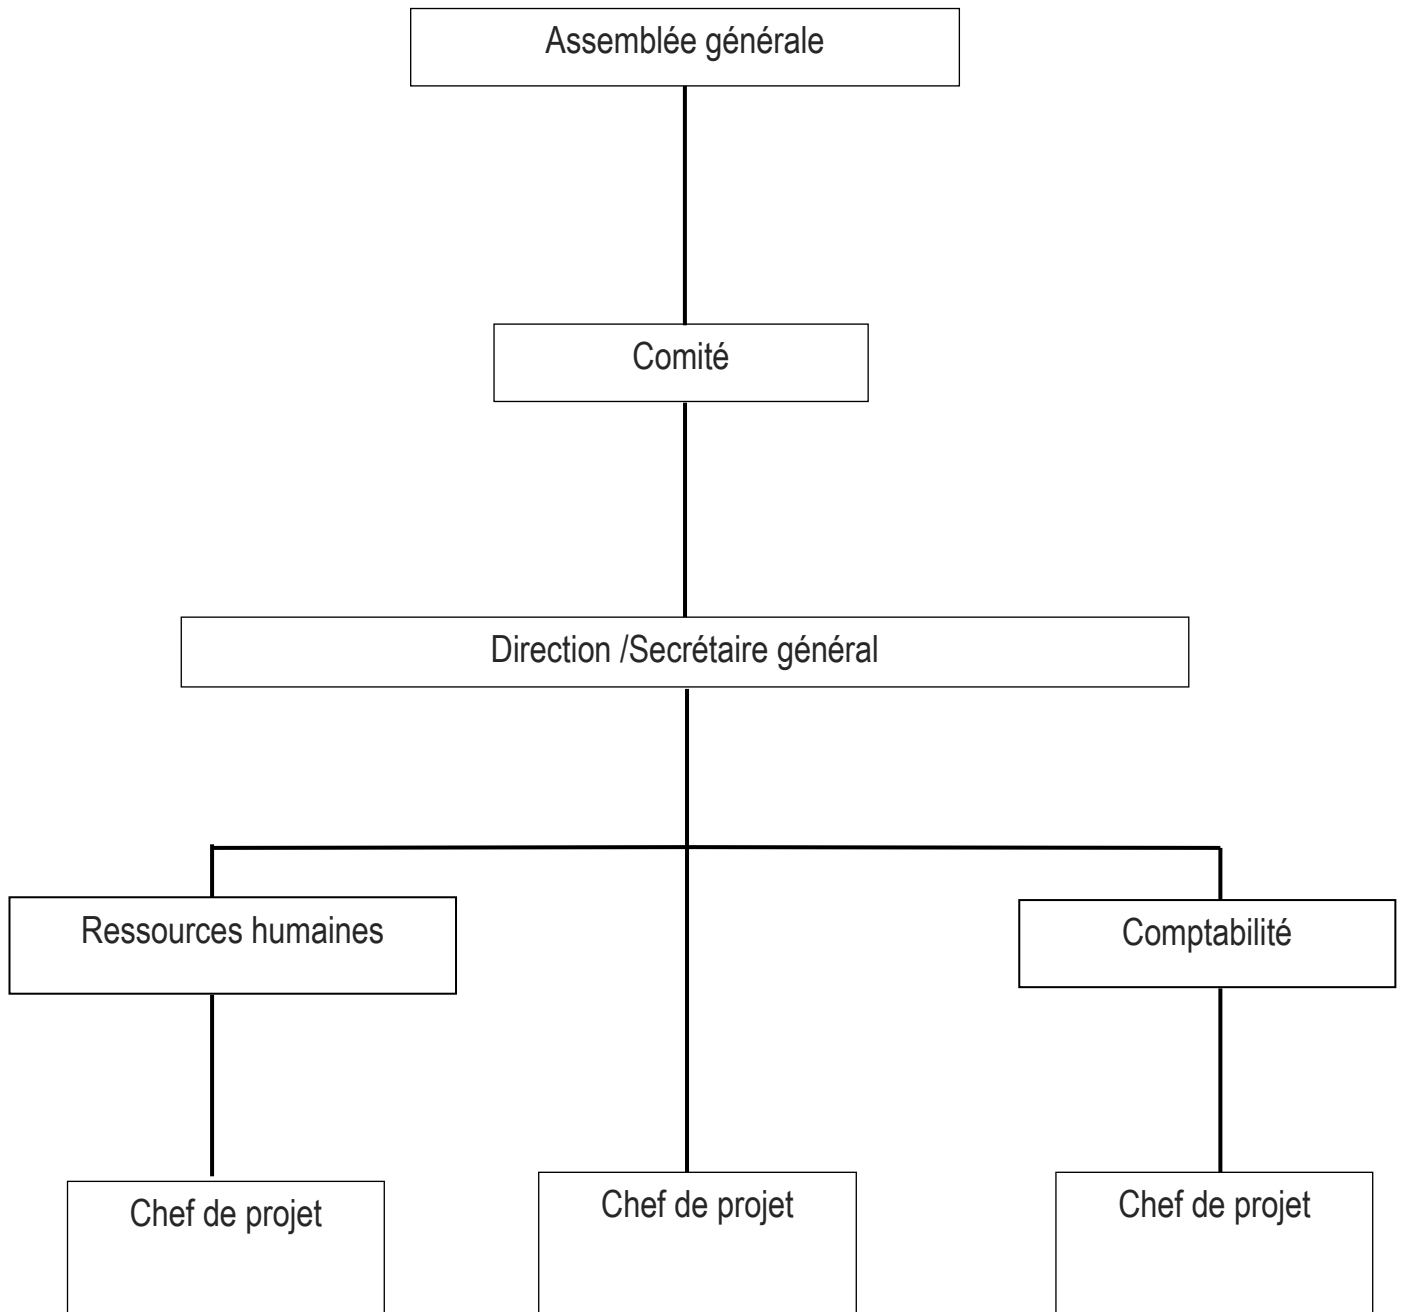 Assemblée générale
Comité
Direction /Secrétaire général
Ressources humaines
Comptabilité
Chef de projet
Chef de projet
Chef de projet